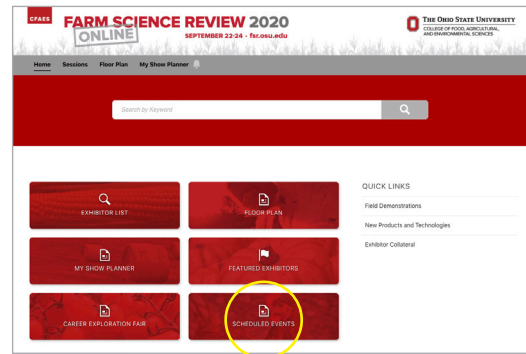 CFAES
FARM SCIENCE REVIEW 2020
ONLINE
SEPTEMBER 22-24 • fsr.osu.edu
THE OHIO STATE UNIVERSITY
COLLEGE OF FOOD, AGRICULTURAL,
AND ENVIRONMENTAL SCIENCES
Home Sessions Floor Plan My Show Planner
Search by Keyword
EXHIBITOR LIST
FLOOR PLAN
MY SHOW PLANNER
FEATURED EXHIBITORS
CAREER EXPLORATION FAIR
SCHEDULED EVENTS
QUICK LINKS
Field Demonstrations
New Products and Technologies
Exhibitor Collateral